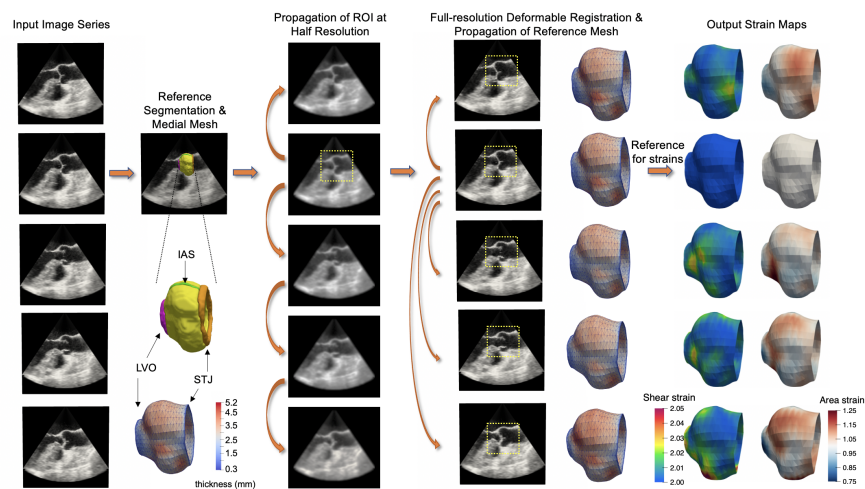 Input Image Series
Reference
Segmentation &
Medial Mesh
Propagation of ROI at
Half Resolution
Full-resolution Deformable Registration &
Propagation of Reference Mesh
Output Strain Maps
Reference
for strains
IAS
LVO
STJ
5.2
4.5
3.5
2.5
1.5
0.3
thickness (mm)
Shear strain
2.05
2.04
2.03
2.02
2.01
2.00
Area strain
1.25
1.15
1.05
0.95
0.85
0.75